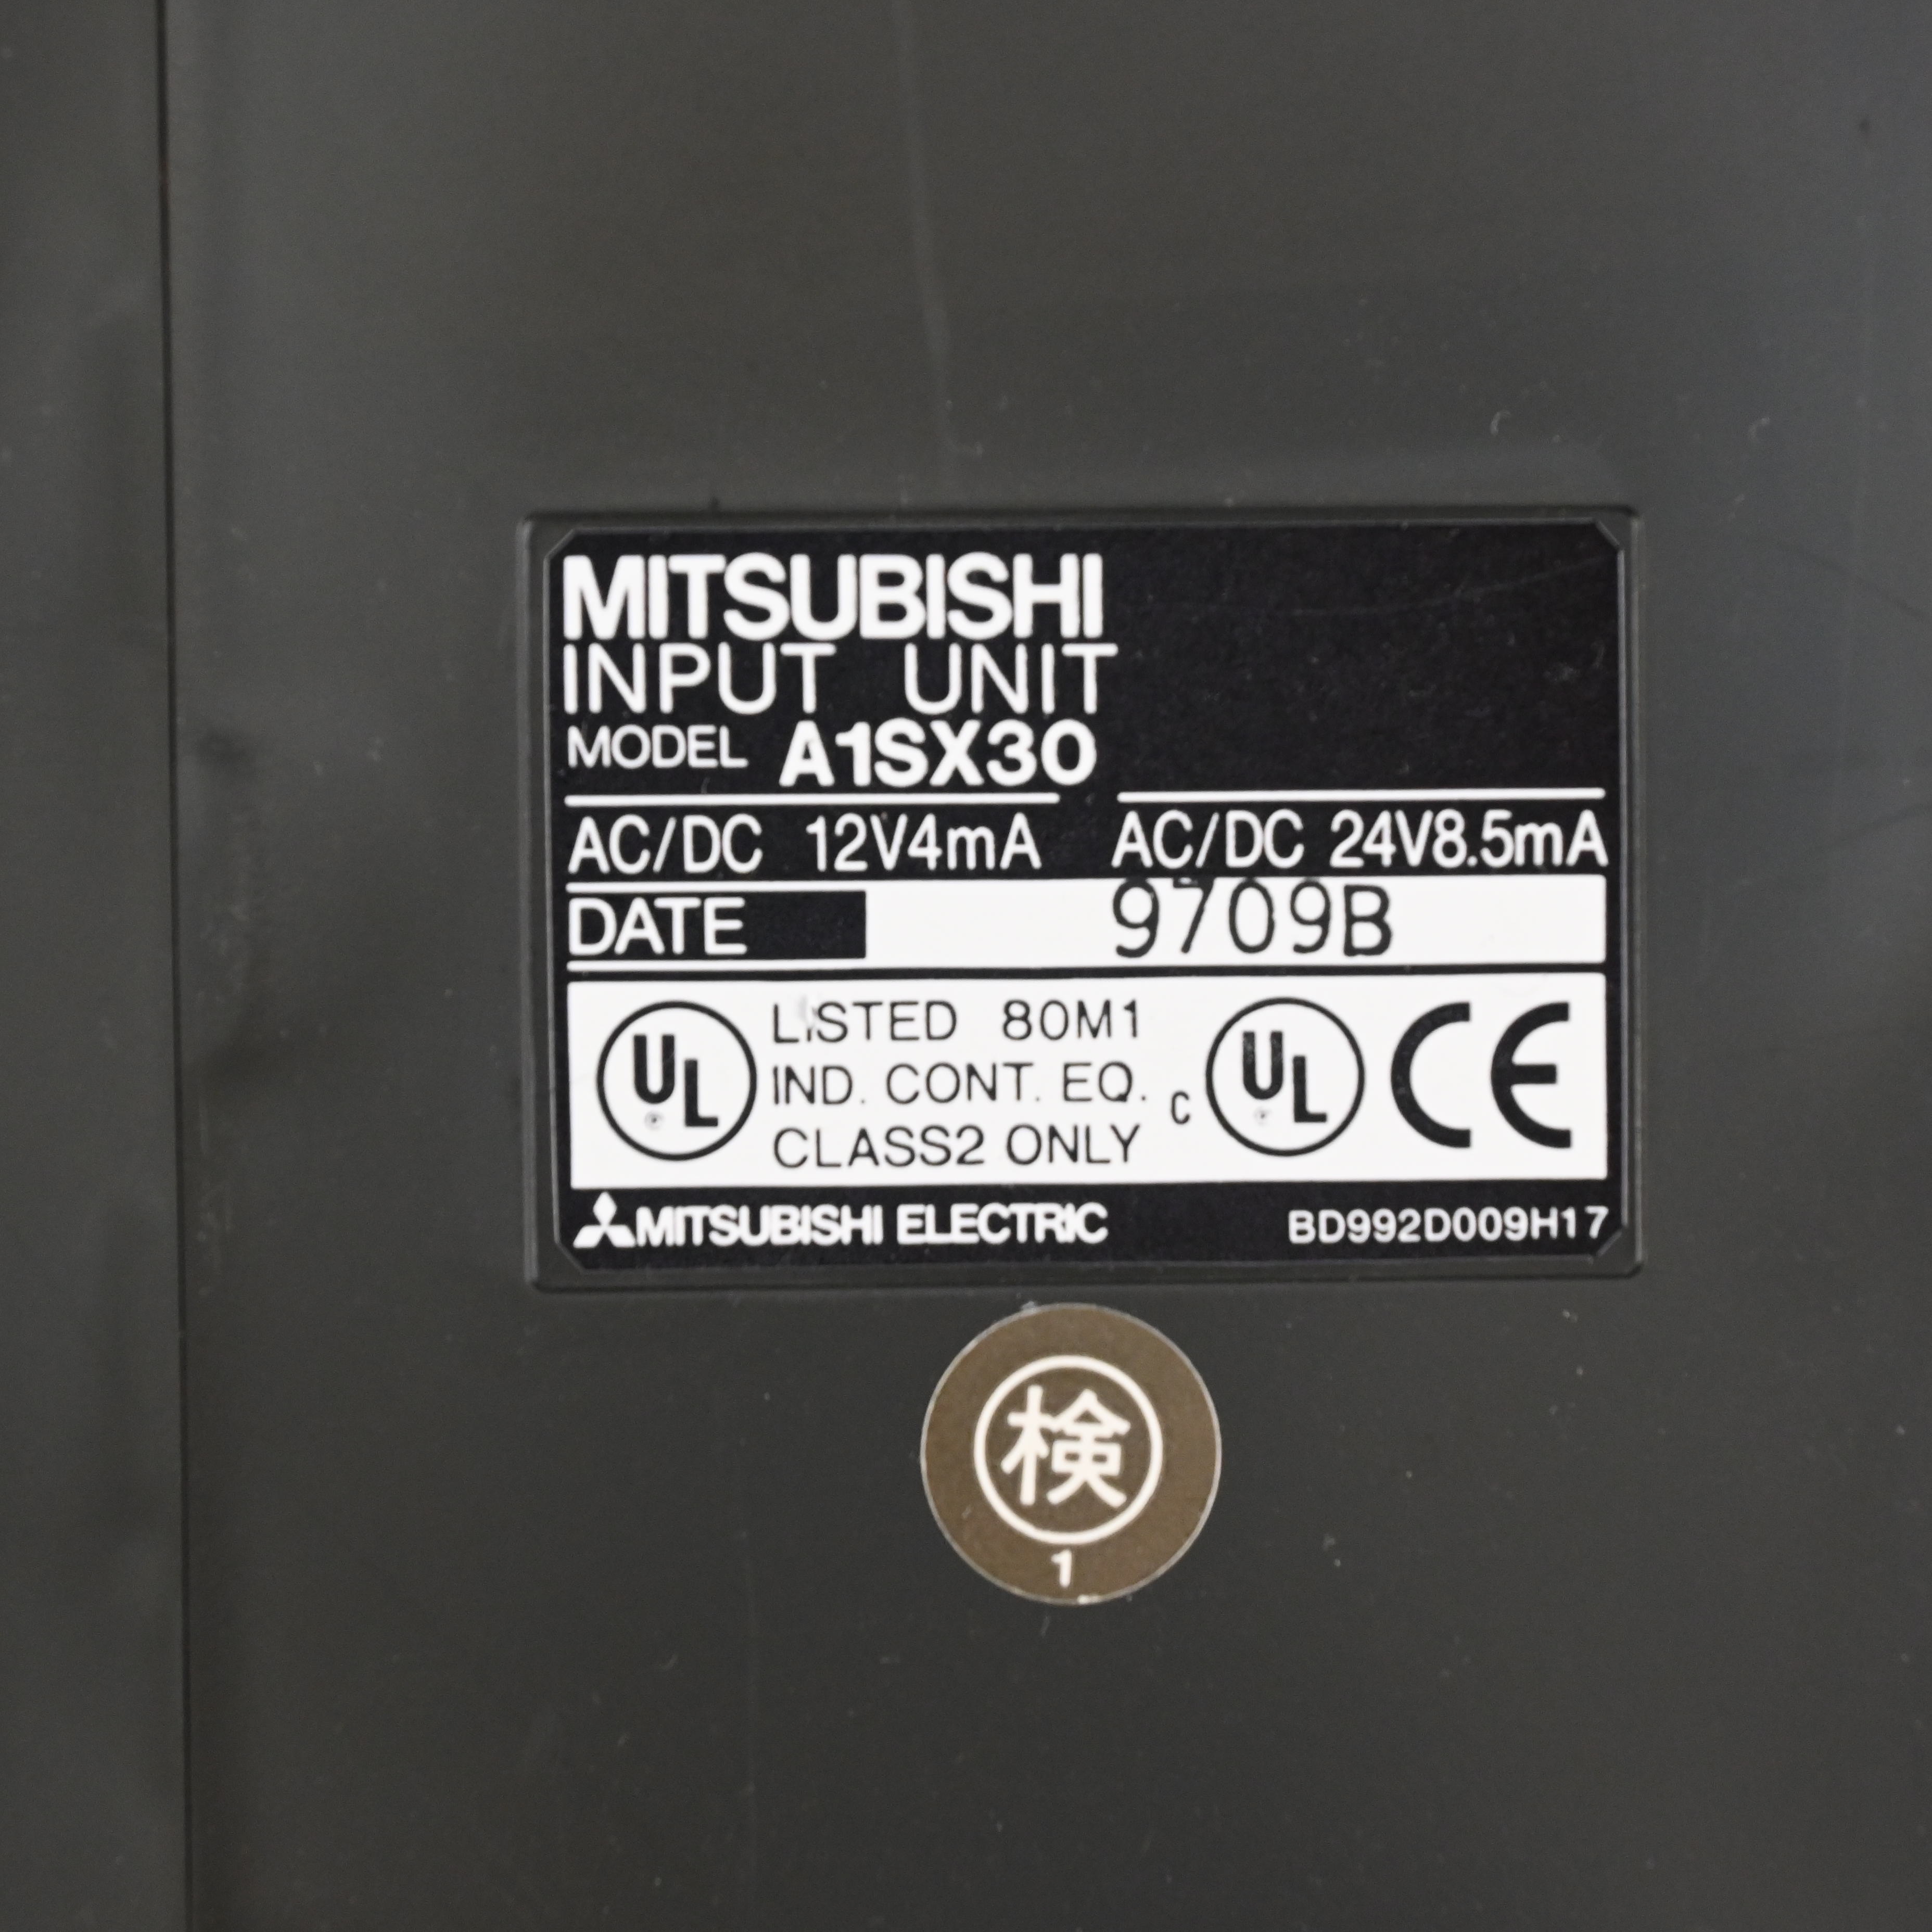 MITSUBISHI
INPUT UNIT
MODEL A1SX30
AC/DC 12V4mA AC/DC 24V8.5mA
DATE 9709B
UL LISTED 80M1 c UL CE
IND. CONT. EQ.
CLASS2 ONLY
MITSUBISHI ELECTRIC BD992D009H17
検
1